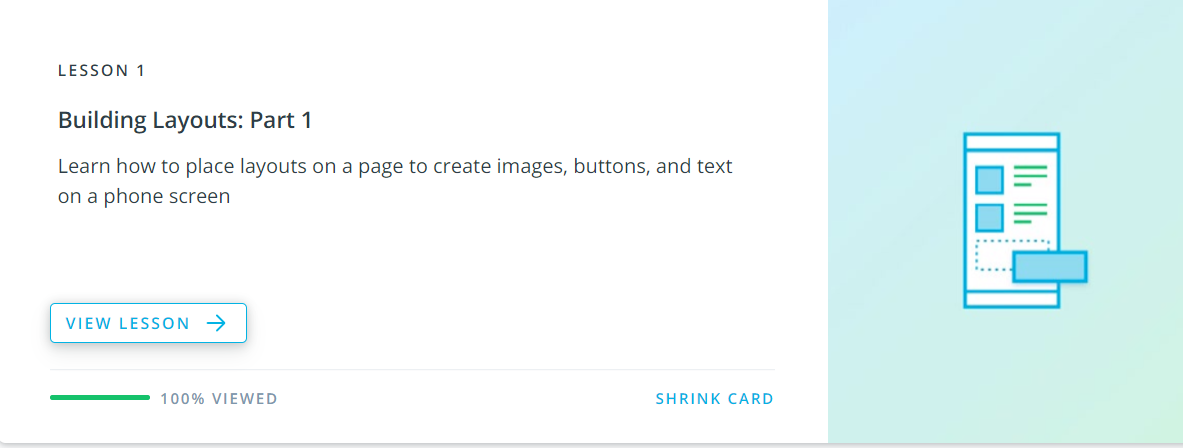 LESSON 1
Building Layouts: Part 1
Learn how to place layouts on a page to create images, buttons, and text
on a phone screen
VIEW LESSON
100% VIEWED
SHRINK CARD